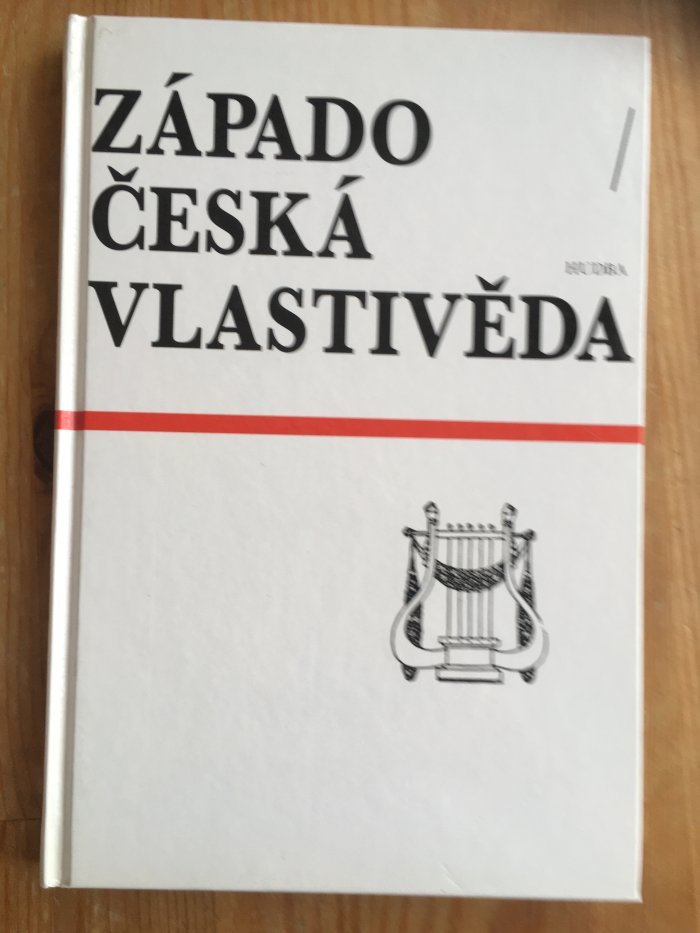 ZÁPADO
ČESKÁ
HUDBA
VLASTIVĚDA